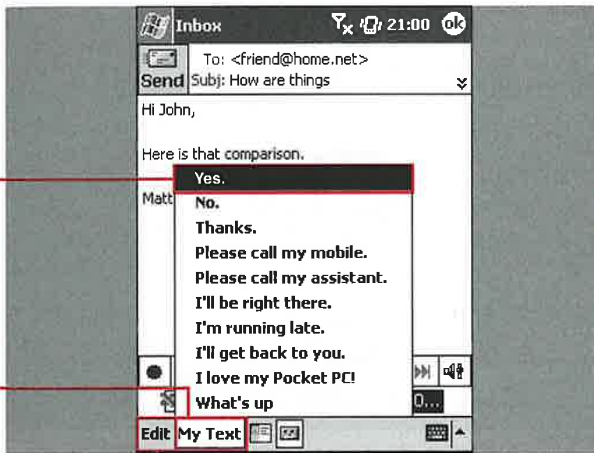 Inbox 21:00 ok
To: <friend@home.net>
Send Subj: How are things
Hi John,
Here is that comparison.
Matt
Yes.
No.
Thanks.
Please call my mobile.
Please call my assistant.
I'll be right there.
I'm running late.
I'll get back to you.
I love my Pocket PC!
What's up
0...
Edit My Text